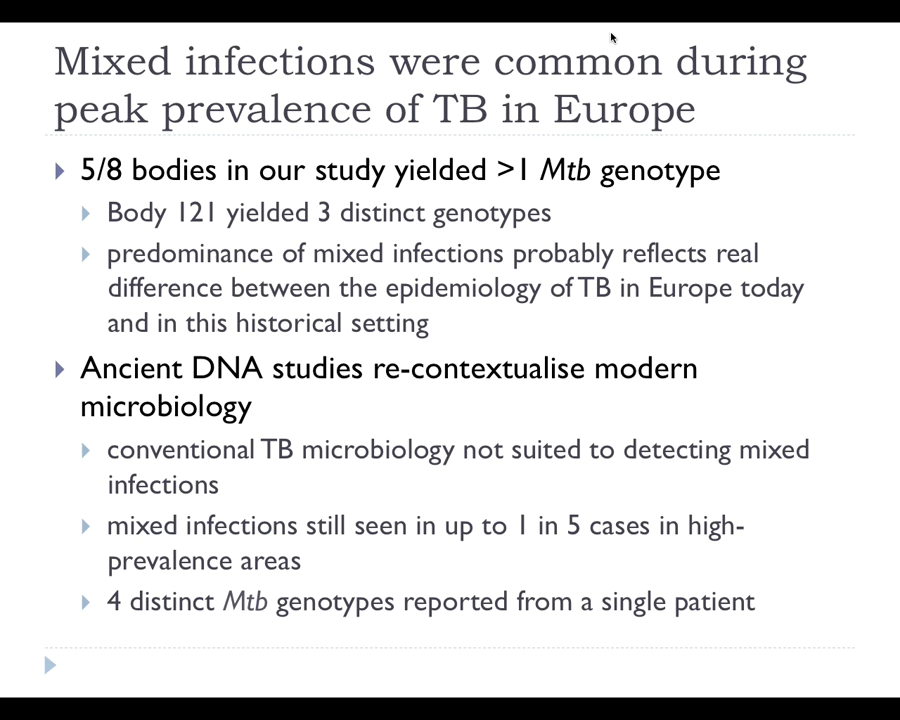 Mixed infections were common during
peak prevalence of TB in Europe
5/8 bodies in our study yielded >1 Mtb genotype
Body 121 yielded 3 distinct genotypes
predominance of mixed infections probably reflects real
difference between the epidemiology of TB in Europe today
and in this historical setting
Ancient DNA studies re-contextualise modern
microbiology
conventional TB microbiology not suited to detecting mixed
infections
mixed infections still seen in up to 1 in 5 cases in high-
prevalence areas
4 distinct Mtb genotypes reported from a single patient